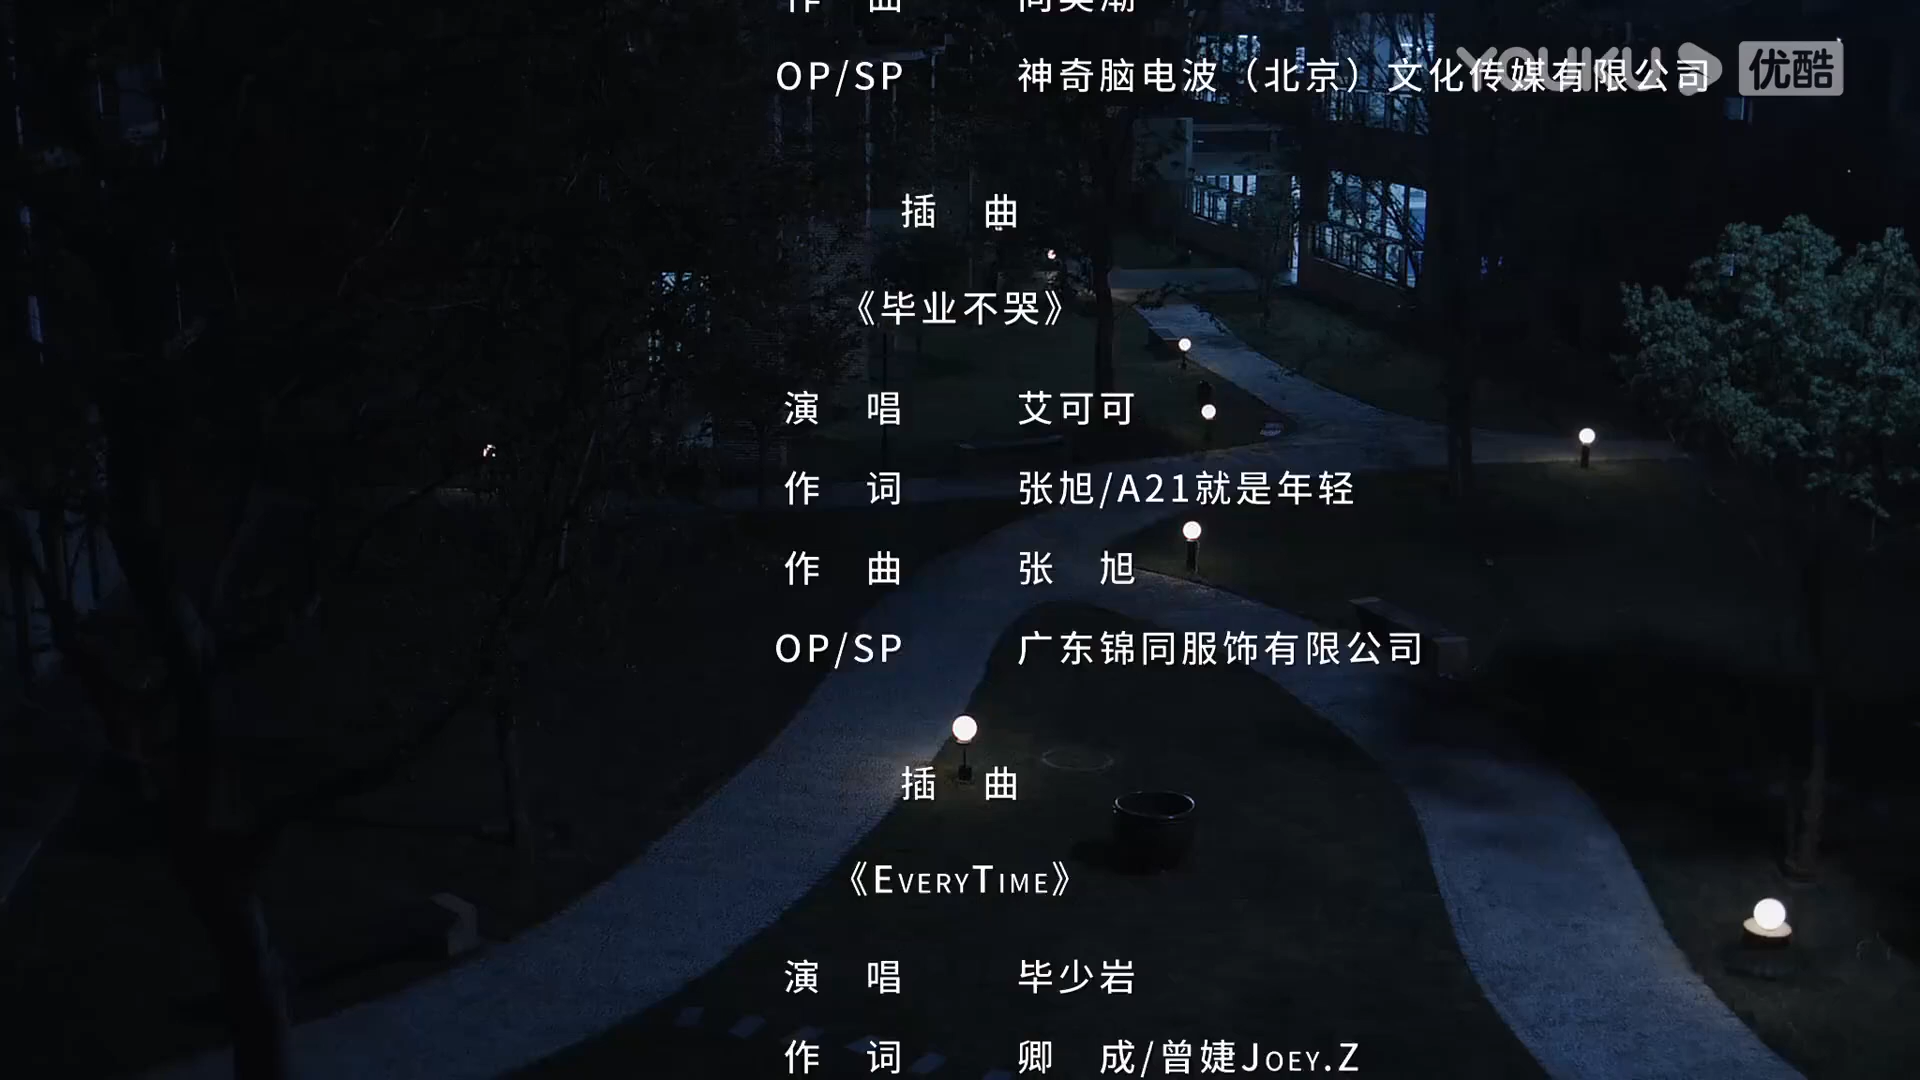 作 曲
OP/SP 神奇脑电波（北京）文化传媒有限公司
YOUKU 优酷
插 曲
《毕业不哭》
演 唱 艾可可
作 词 张旭/A21就是年轻
作 曲 张 旭
OP/SP 广东锦同服饰有限公司
插 曲
《EVERYTIME》
演 唱 毕少岩
作 词 卿 成/曾婕JOEY.Z